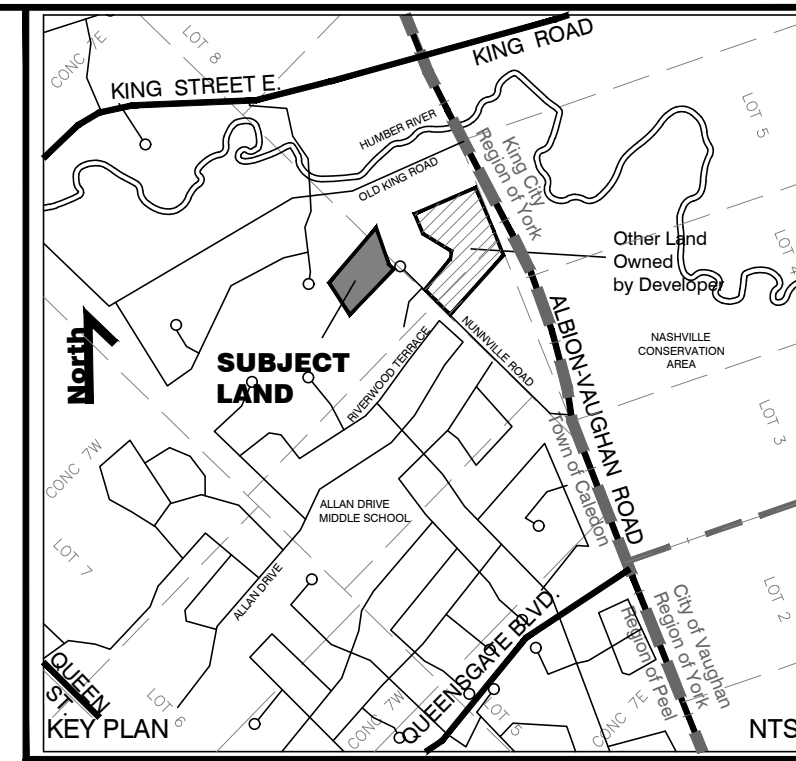 CONC 7E
LOT 8
KING STREET E.
KING ROAD
HUMBER RIVER
OLD KING ROAD
King City
Region of York
LOT 5
LOT 4
Other Land
Owned
by Developer
North
SUBJECT
LAND
RIVERWOOD TERRACE
NUNNVILLE ROAD
ALBION-VAUGHAN ROAD
NASHVILLE
CONSERVATION
AREA
LOT 3
CONC 7W
LOT 7
ALLAN DRIVE
MIDDLE SCHOOL
Town of Caledon
ALLAN DRIVE
QUEENSGATE BLVD.
City of Vaughan
Region of York
Region of Peel
LOT 2
QUEEN
ST.
LOT 6
CONC 7W
LOT 5
CONC 7E
KEY PLAN
NTS